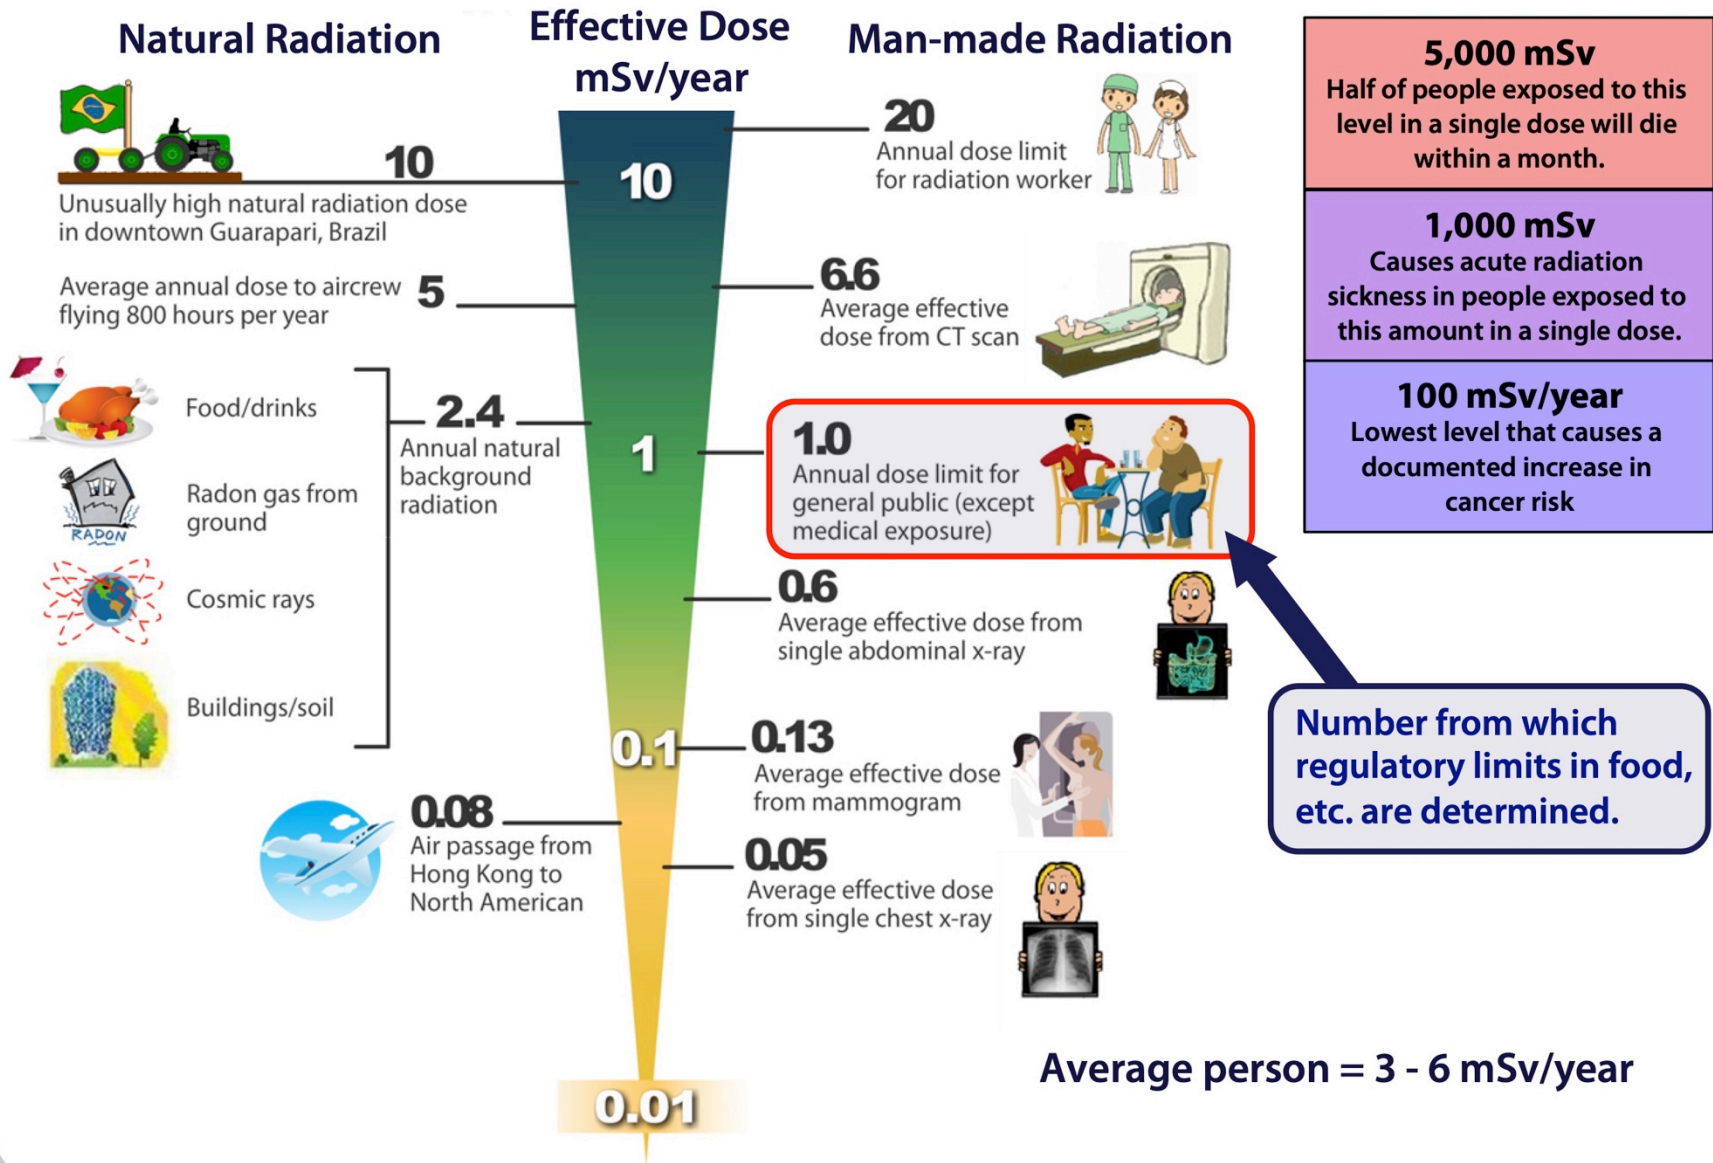 Natural Radiation
Effective Dose
mSv/year
Man-made Radiation
10
Unusually high natural radiation dose
in downtown Guarapari, Brazil
Average annual dose to aircrew
flying 800 hours per year
5
Food/drinks
Radon gas from
ground
RADON
Cosmic rays
Buildings/soil
2.4
Annual natural
background
radiation
0.08
Air passage from
Hong Kong to
North American
10
1
0.1
0.01
20
Annual dose limit
for radiation worker
6.6
Average effective
dose from CT scan
1.0
Annual dose limit for
general public (except
medical exposure)
0.6
Average effective dose from
single abdominal x-ray
0.13
Average effective dose
from mammogram
0.05
Average effective dose
from single chest x-ray
5,000 mSv
Half of people exposed to this
level in a single dose will die
within a month.
1,000 mSv
Causes acute radiation
sickness in people exposed to
this amount in a single dose.
100 mSv/year
Lowest level that causes a
documented increase in
cancer risk
Number from which
regulatory limits in food,
etc. are determined.
Average person = 3 - 6 mSv/year